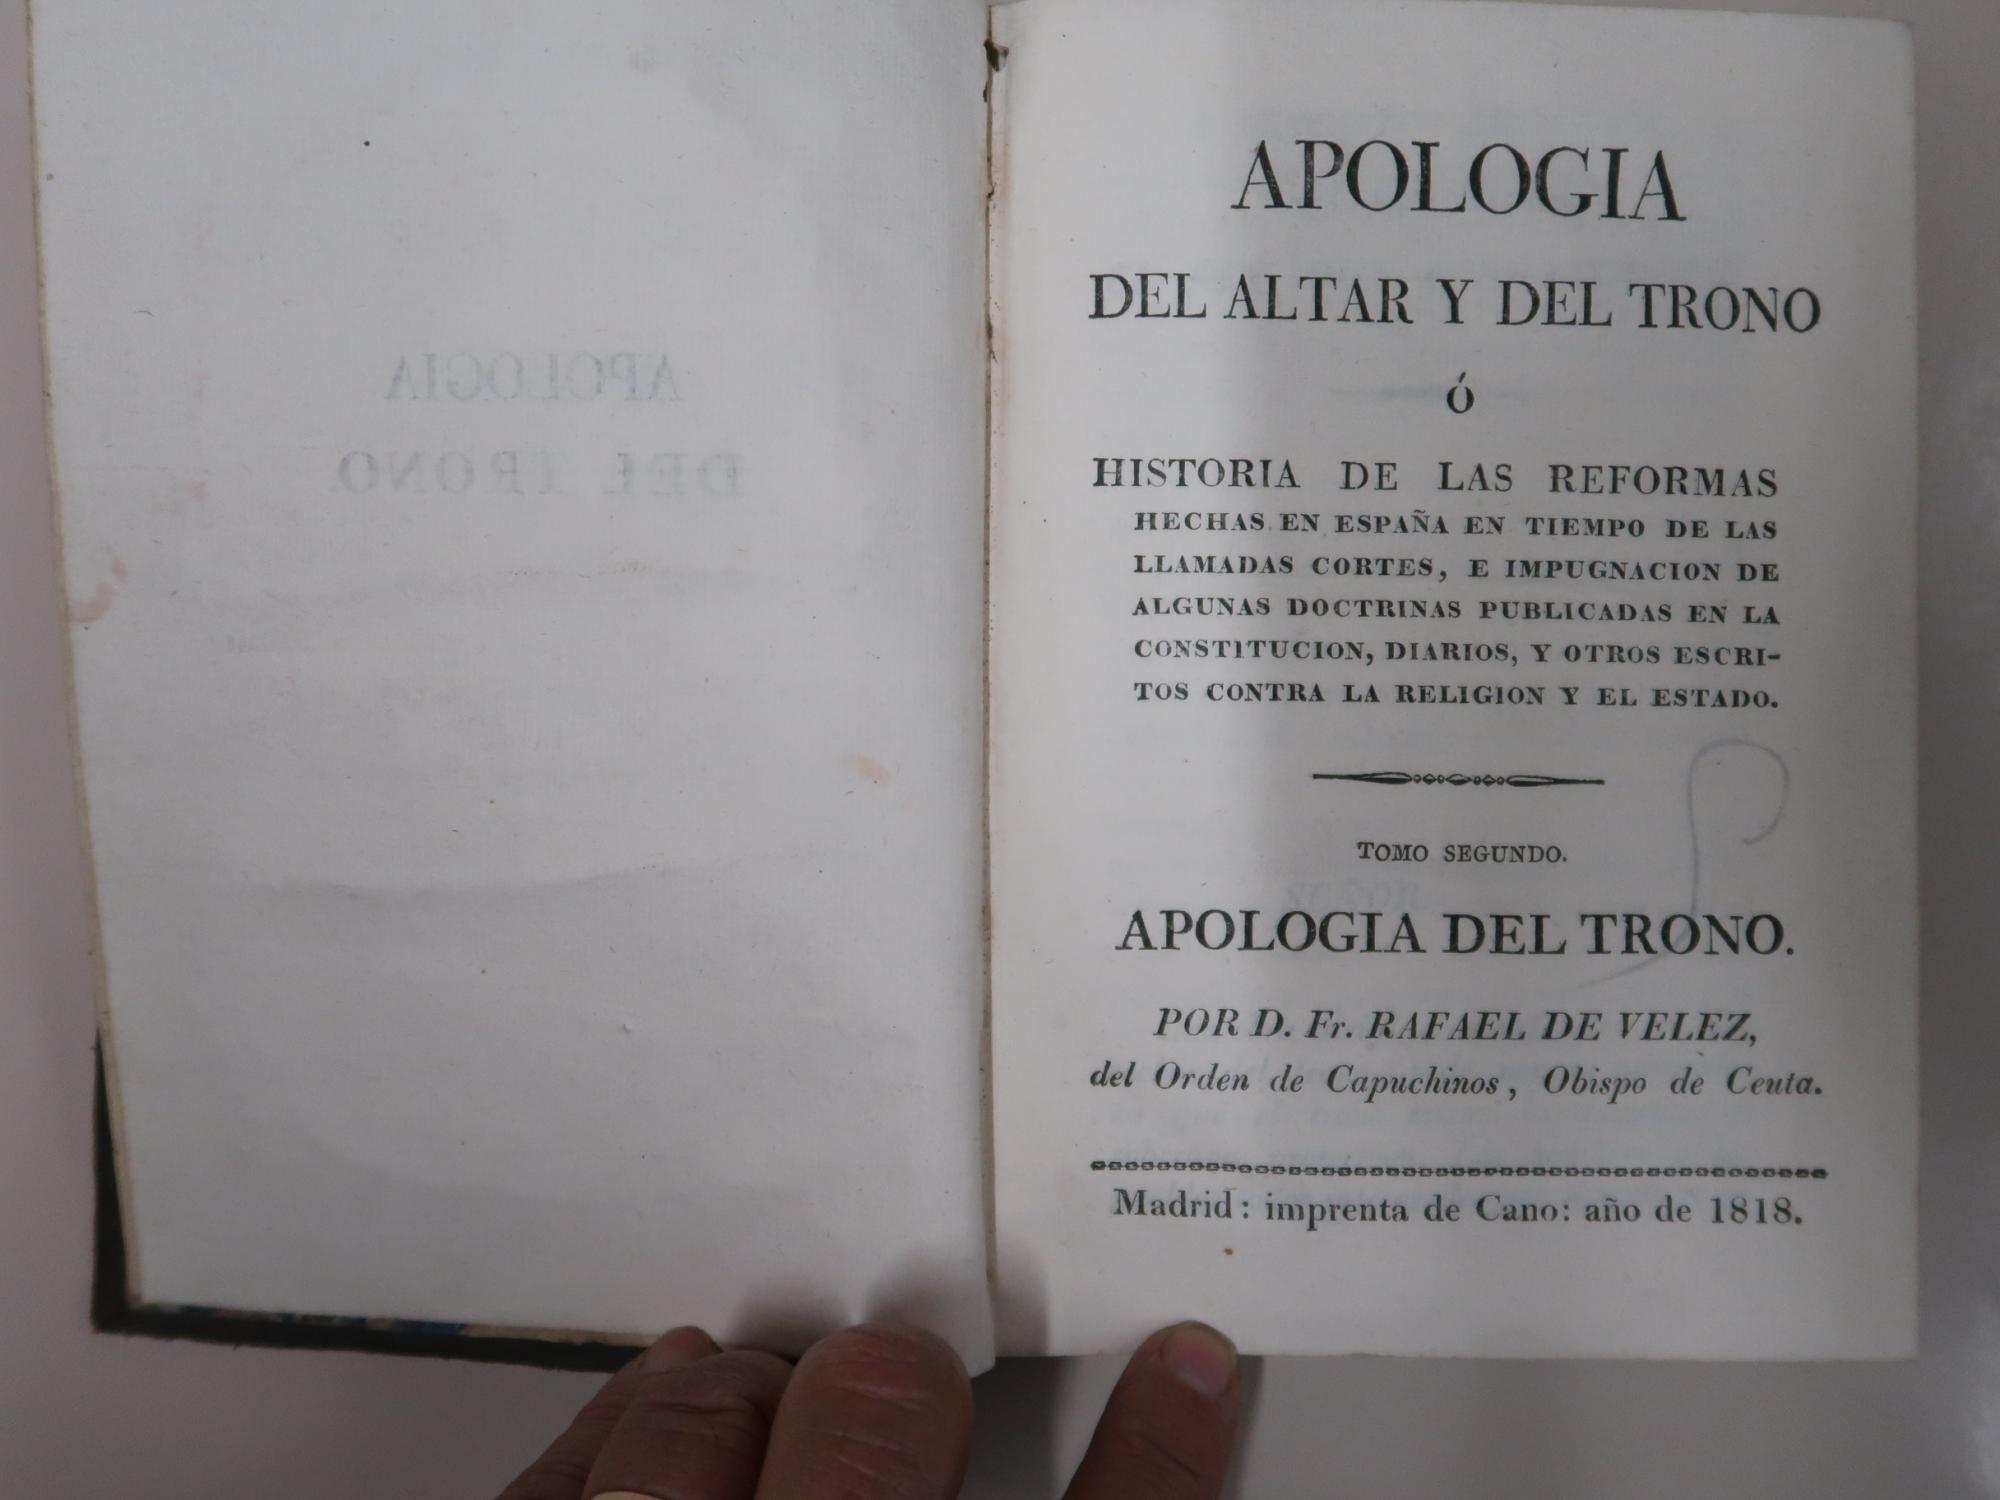 APOLOGIA
DEL TRONO
APOLOGIA
DEL ALTAR Y DEL TRONO
Ó
HISTORIA DE LAS REFORMAS
HECHAS EN ESPAÑA EN TIEMPO DE LAS
LLAMADAS CORTES, E IMPUGNACION DE
ALGUNAS DOCTRINAS PUBLICADAS EN LA
CONSTITUCION, DIARIOS, Y OTROS ESCRI-
TOS CONTRA LA RELIGION Y EL ESTADO.
TOMO SEGUNDO.
APOLOGIA DEL TRONO.
POR D. Fr. RAFAEL DE VELEZ,
del Orden de Capuchinos, Obispo de Ceuta.
Madrid: imprenta de Cano: año de 1818.